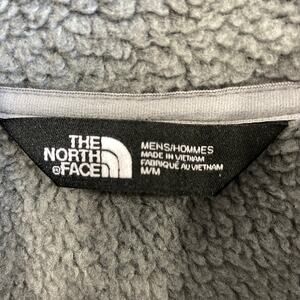 THE
NORTH
FACE
MENS/HOMMES
MADE IN VIETNAM
FABRIQUÉ AU VIETNAM
M/M